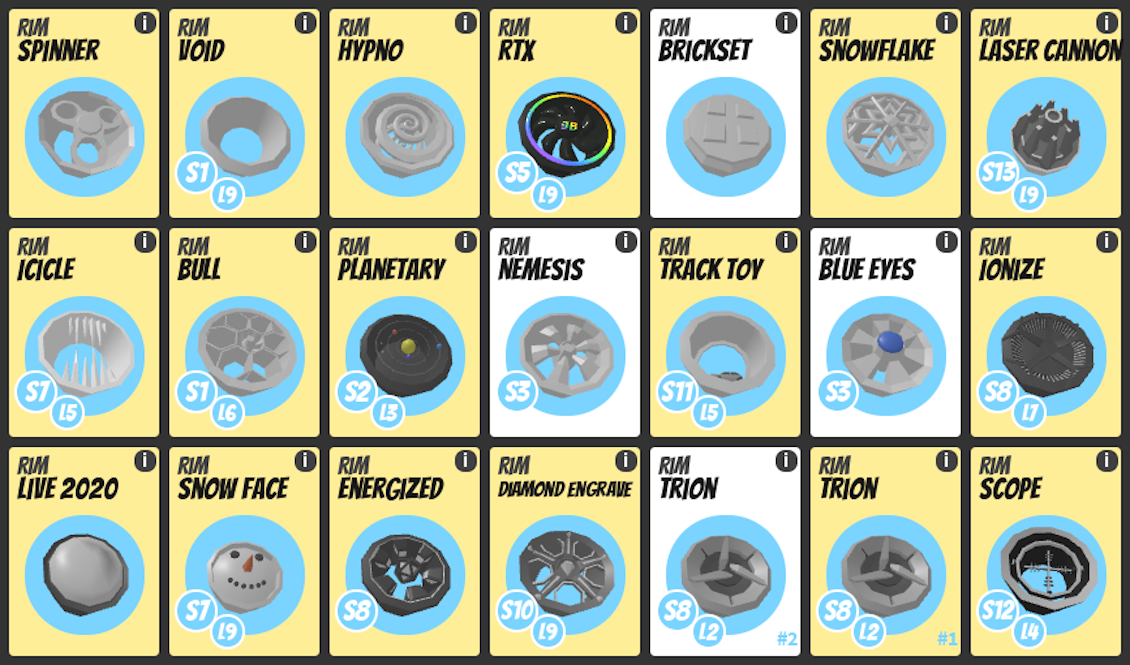 RIM
SPINNER
i
RIM
VOID
i
S1
L9
RIM
HYPNO
i
RIM
RTX
i
JB
S5
L9
RIM
BRICKSET
i
RIM
SNOWFLAKE
i
RIM
LASER CANNON
i
S13
L9
RIM
ICICLE
i
S7
L5
RIM
BULL
i
S1
L6
RIM
PLANETARY
i
S2
L3
RIM
NEMESIS
i
S3
RIM
TRACK TOY
i
S11
L5
RIM
BLUE EYES
i
S3
RIM
IONIZE
i
S8
L7
RIM
LIVE 2020
i
RIM
SNOW FACE
i
S7
L9
RIM
ENERGIZED
i
S8
RIM
DIAMOND ENGRAVE
i
S10
L9
RIM
TRION
i
S8
L2
#2
RIM
TRION
i
S8
L2
#1
RIM
SCOPE
i
S12
L4